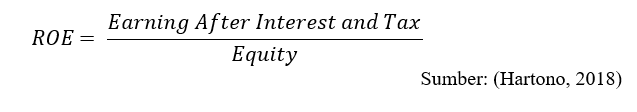 ROE = Earning After Interest and Tax / Equity
Sumber: (Hartono, 2018)